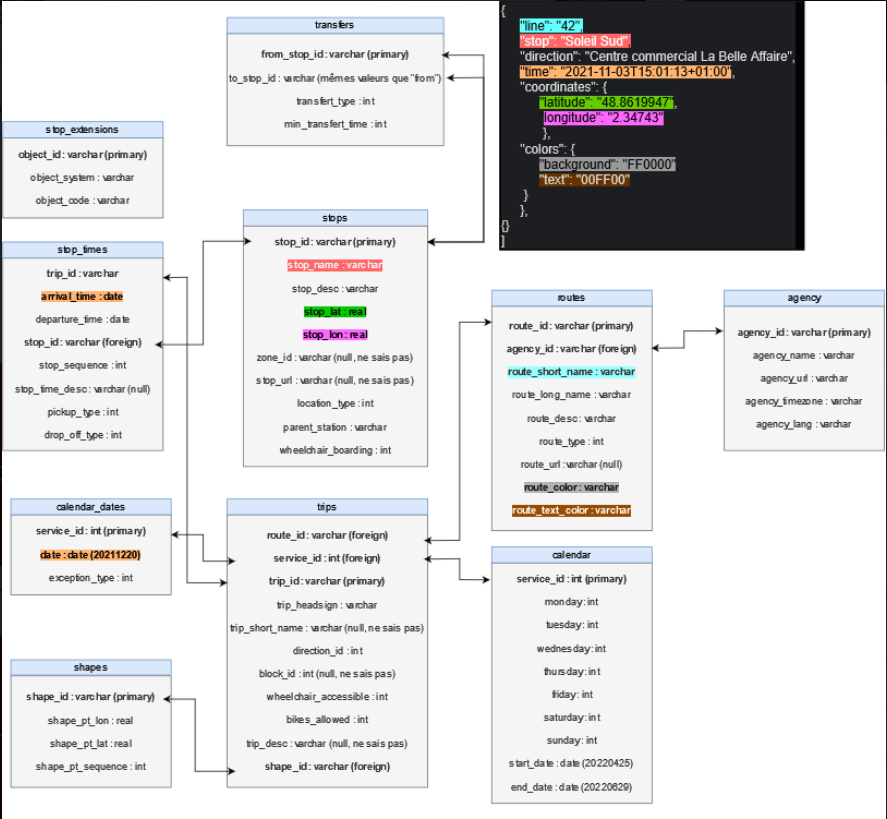 transfers
from_stop_id : varchar (primary)
to_stop_id : varchar (mêmes valeurs que "from")
transfert_type : int
min_transfert_time : int
{
"line": "42",
"stop": "Soleil Sud",
"direction": "Centre commercial La Belle Affaire",
"time": "2021-11-03T15:01:13+01:00",
"coordinates": {
"latitude": "48.8619947",
longitude": "2.34743"
},
"colors": {
"background": "FF0000"
"text": "00FF00"
}
},
{}
]
stop_extensions
object_id : varchar (primary)
object_system : varchar
object_code : varchar
stops
stop_id : varchar (primary)
stop_name : varchar
stop_desc : varchar
stop_lat : real
stop_lon : real
zone_id : varchar (null, ne sais pas)
stop_url : varchar (null, ne sais pas)
location_type : int
parent_station : varchar
wheelchair_boarding : int
stop_times
trip_id : varchar
arrival_time : date
departure_time : date
stop_id : varchar (foreign)
stop_sequence : int
stop_time_desc : varchar (null)
pickup_type : int
drop_off_type : int
routes
route_id : varchar (primary)
agency_id : varchar (foreign)
route_short_name : varchar
route_long_name : varchar
route_desc : varchar
route_type : int
route_url : varchar (null)
route_color : varchar
route_text_color : varchar
agency
agency_id : varchar (primary)
agency_name : varchar
agency_url : varchar
agency_timezone : varchar
agency_lang : varchar
calendar_dates
service_id : int (primary)
date : date (20211220)
exception_type : int
trips
route_id : varchar (foreign)
service_id : int (foreign)
trip_id : varchar (primary)
trip_headsign : varchar
trip_short_name : varchar (null, ne sais pas)
direction_id : int
block_id : int (null, ne sais pas)
wheelchair_accessible : int
bikes_allowed : int
trip_desc : varchar (null, ne sais pas)
shape_id : varchar (foreign)
calendar
service_id : int (primary)
monday: int
tuesday: int
wednesday: int
thursday: int
friday: int
saturday: int
sunday: int
start_date : date (20220425)
end_date : date (20220629)
shapes
shape_id : varchar (primary)
shape_pt_lon : real
shape_pt_lat : real
shape_pt_sequence : int